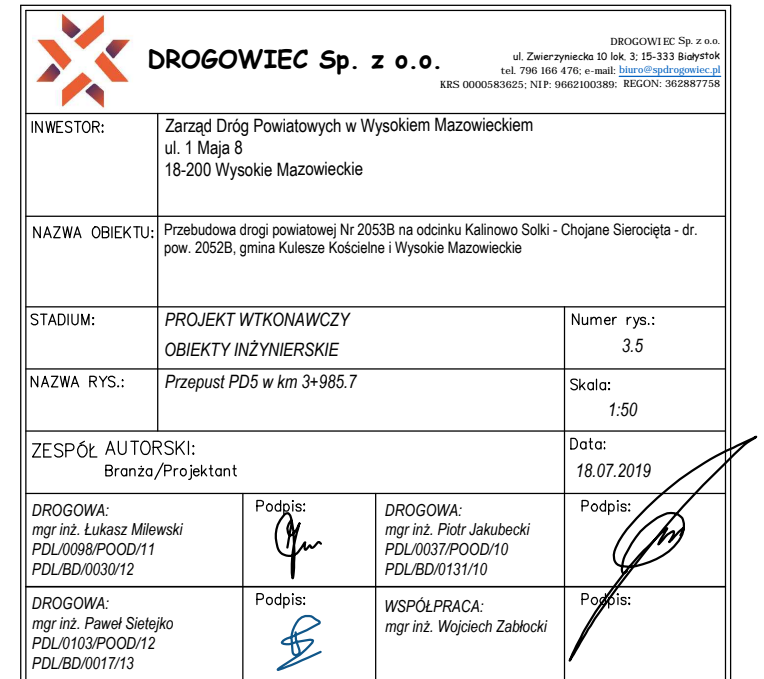 DROGOWIEC Sp. z o.o.
DROGOWIEC Sp. z o.o.
ul. Zwierzyniecka 10 lok. 3; 15-333 Białystok
tel. 796 166 476; e-mail: biuro@spdrogowiec.pl
KRS 0000583625; NIP: 9662100389; REGON: 362887758
INWESTOR:
Zarząd Dróg Powiatowych w Wysokiem Mazowieckiem
ul. 1 Maja 8
18-200 Wysokie Mazowieckie
NAZWA OBIEKTU:
Przebudowa drogi powiatowej Nr 2053B na odcinku Kalinowo Solki - Chojane Sierocięta - dr.
pow. 2052B, gmina Kulesze Kościelne i Wysokie Mazowieckie
STADIUM:
PROJEKT WTKONAWCZY
OBIEKTY INŻYNIERSKIE
Numer rys.:
3.5
NAZWA RYS.:
Przepust PD5 w km 3+985.7
Skala:
1:50
ZESPÓŁ AUTORSKI:
Branża/Projektant
Data:
18.07.2019
DROGOWA:
mgr inż. Łukasz Milewski
PDL/0098/POOD/11
PDL/BD/0030/12
Podpis:
DROGOWA:
mgr inż. Piotr Jakubecki
PDL/0037/POOD/10
PDL/BD/0131/10
Podpis:
DROGOWA:
mgr inż. Paweł Sietejko
PDL/0103/POOD/12
PDL/BD/0017/13
Podpis:
WSPÓŁPRACA:
mgr inż. Wojciech Zabłocki
Podpis: